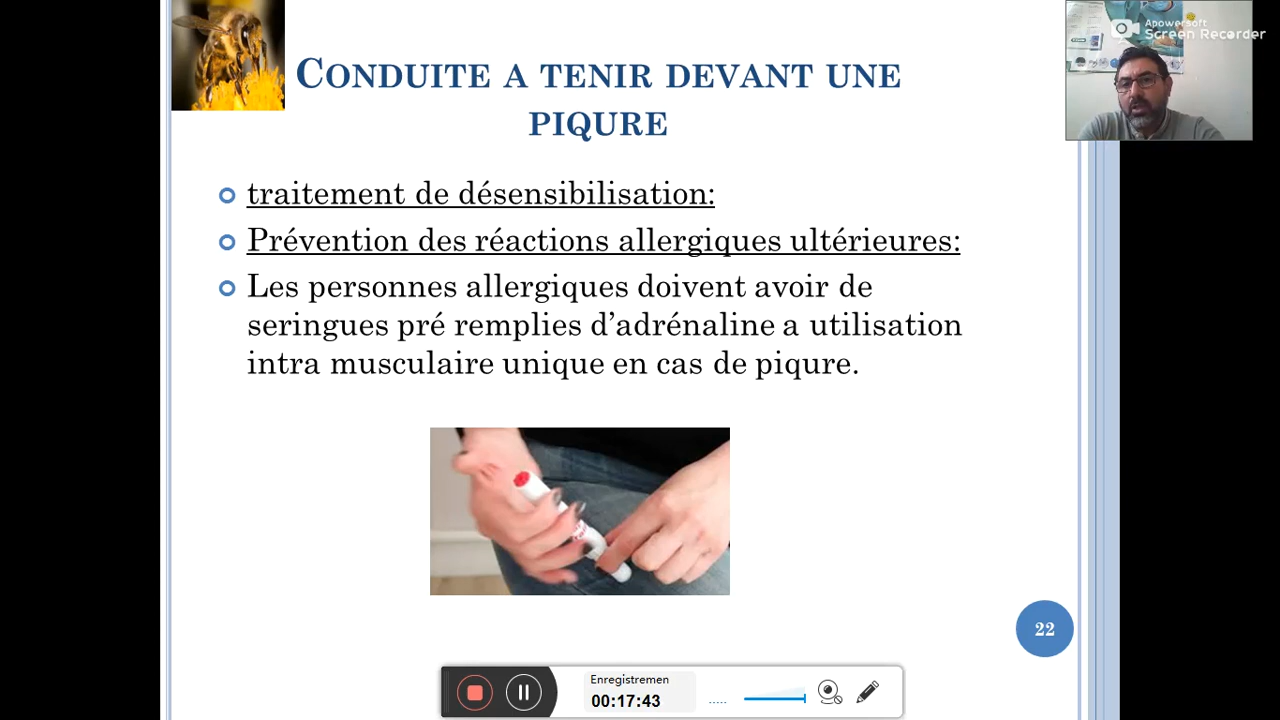 Apowersoft
Screen Recorder
CONDUITE A TENIR DEVANT UNE
PIQURE
traitement de désensibilisation:
Prévention des réactions allergiques ultérieures:
Les personnes allergiques doivent avoir de
seringues pré remplies d’adrénaline a utilisation
intra musculaire unique en cas de piqure.
22
Enregistremen
00:17:43